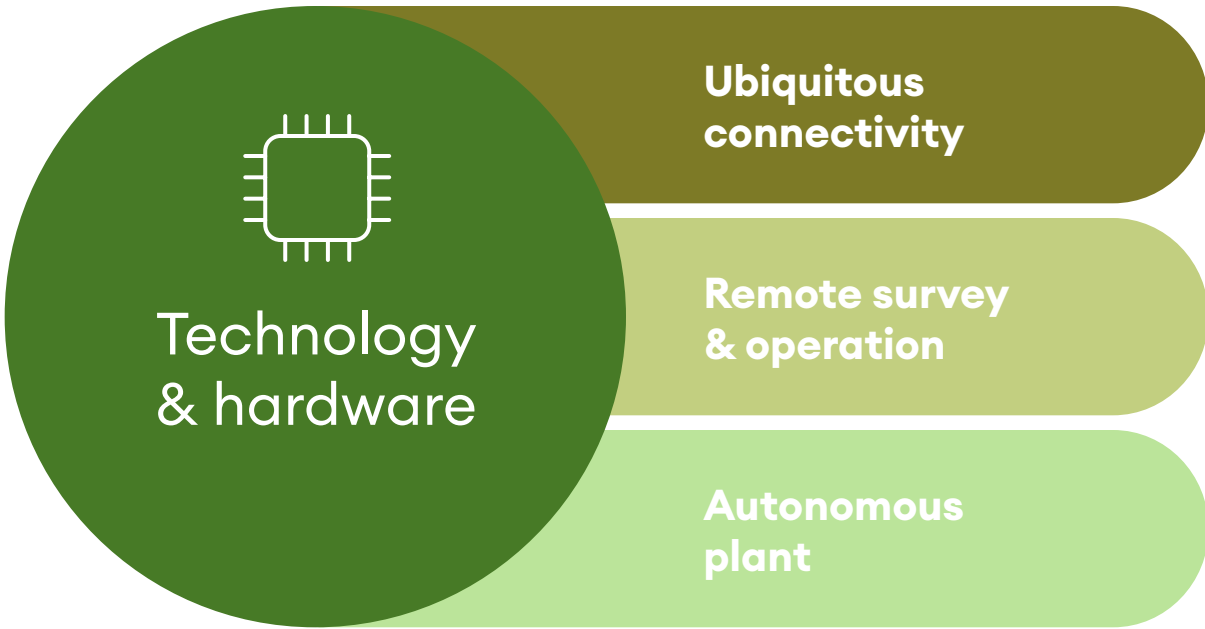 Technology
& hardware
Ubiquitous
connectivity
Remote survey
& operation
Autonomous
plant